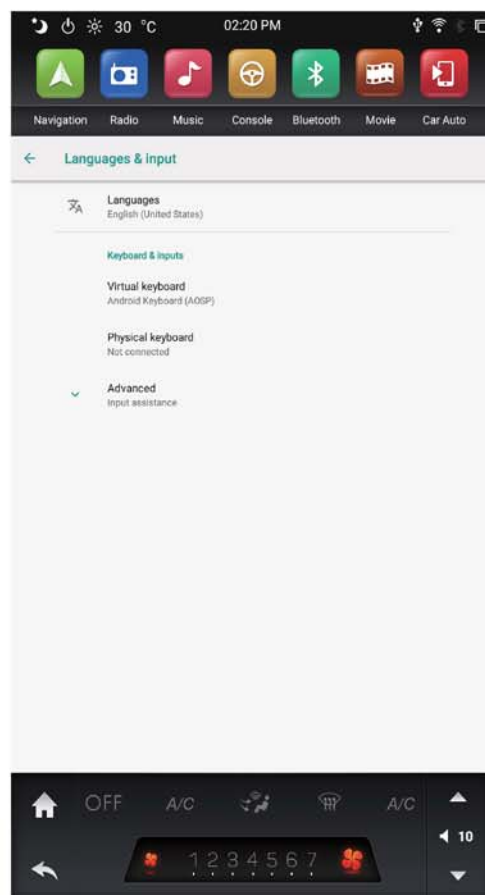 30 °C
02:20 PM
Navigation Radio Music Console Bluetooth Movie Car Auto
Languages & input
Languages
English (United States)
Keyboard & inputs
Virtual keyboard
Android Keyboard (AOSP)
Physical keyboard
Not connected
Advanced
Input assistance
OFF A/C A/C
10
1 2 3 4 5 6 7